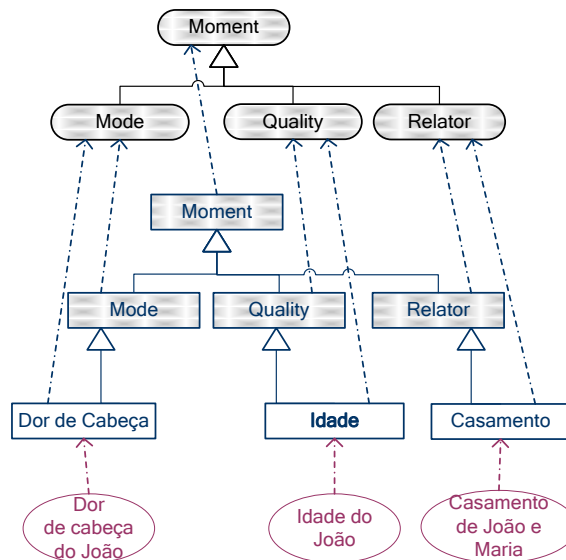 Moment
Mode
Quality
Relator
Moment
Mode
Quality
Relator
Dor de Cabeça
Idade
Casamento
Dor
de cabeça
do João
Idade do
João
Casamento
de João e
Maria